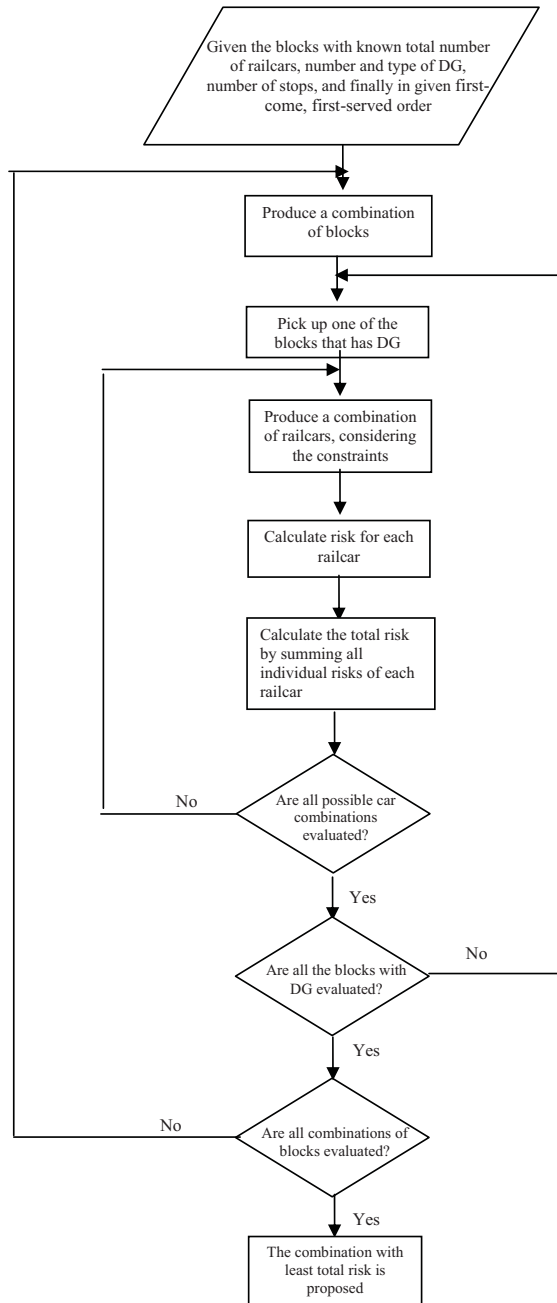 Given the blocks with known total number
of railcars, number and type of DG,
number of stops, and finally in given first-
come, first-served order
Produce a combination
of blocks
Pick up one of the
blocks that has DG
Produce a combination
of railcars, considering
the constraints
Calculate risk for each
railcar
Calculate the total risk
by summing all
individual risks of each
railcar
Are all possible car
combinations
evaluated?
No
Yes
Are all the blocks with
DG evaluated?
No
Yes
Are all combinations of
blocks evaluated?
No
Yes
The combination with
least total risk is
proposed